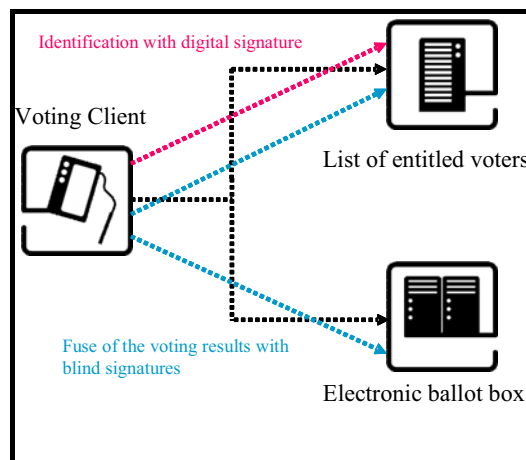 Identification with digital signature
Voting Client
List of entitled voters
Fuse of the voting results with
blind signatures
Electronic ballot box